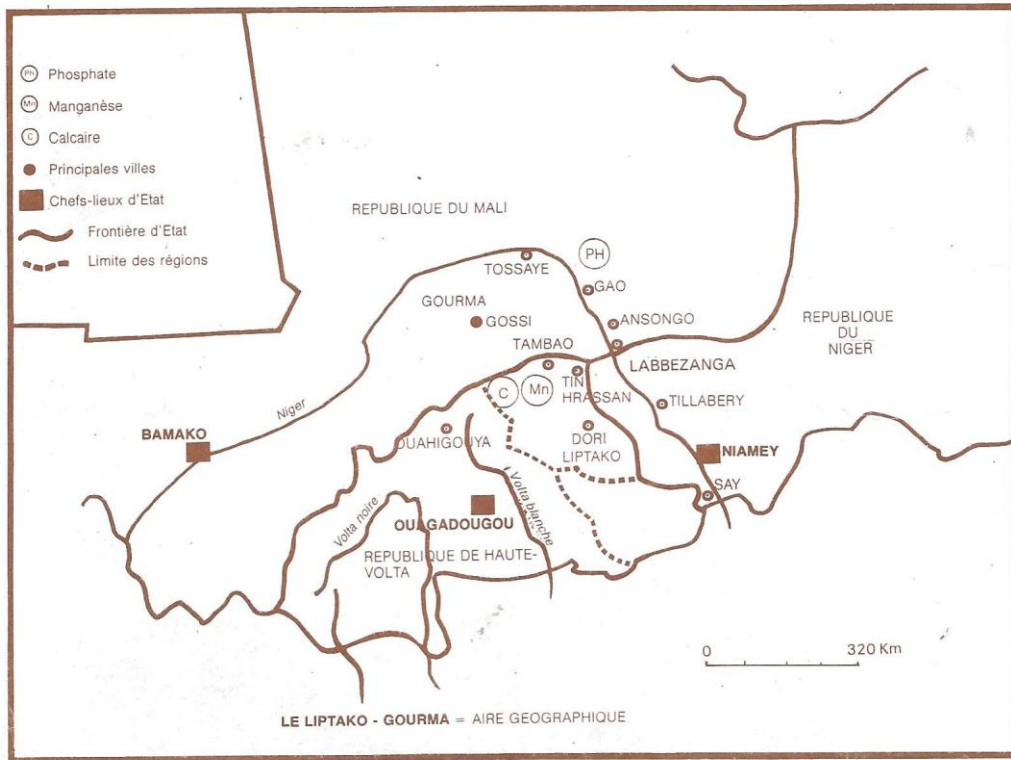 Ph Phosphate
Mn Manganèse
C Calcaire
Principales villes
Chefs-lieux d'Etat
Frontière d'Etat
Limite des régions
REPUBLIQUE DU MALI
PH
TOSSAYE
GAO
GOURMA
GOSSI
ANSONGO
REPUBLIQUE
DU
NIGER
TAMBAO
LABBEZANGA
TIN
HRASSAN
C
Mn
TILLABERY
Niger
BAMAKO
OUAHIGOUYA
DORI
LIPTAKO
NIAMEY
SAY
Volta noire
OUAGADOUGOU
Volta blanche
REPUBLIQUE DE HAUTE-
VOLTA
0 320 Km
LE LIPTAKO - GOURMA = AIRE GEOGRAPHIQUE